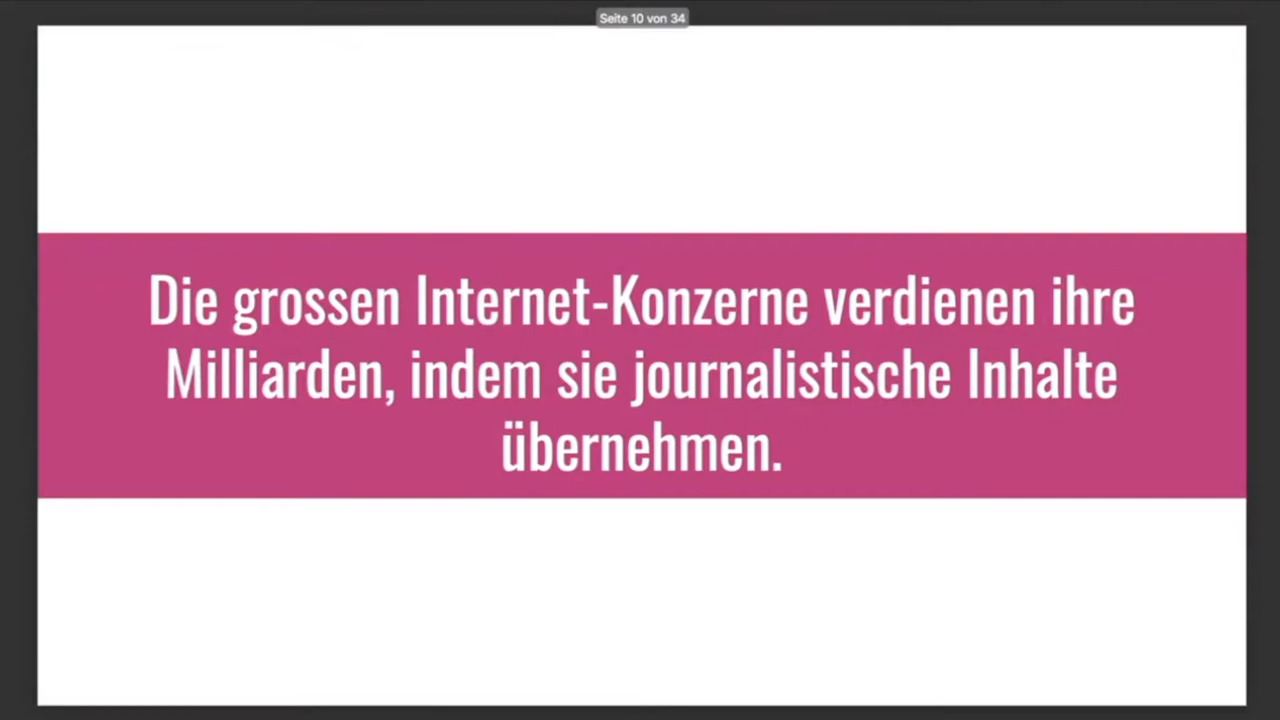 Seite 10 von 34
Die grossen Internet-Konzerne verdienen ihre
Milliarden, indem sie journalistische Inhalte
übernehmen.